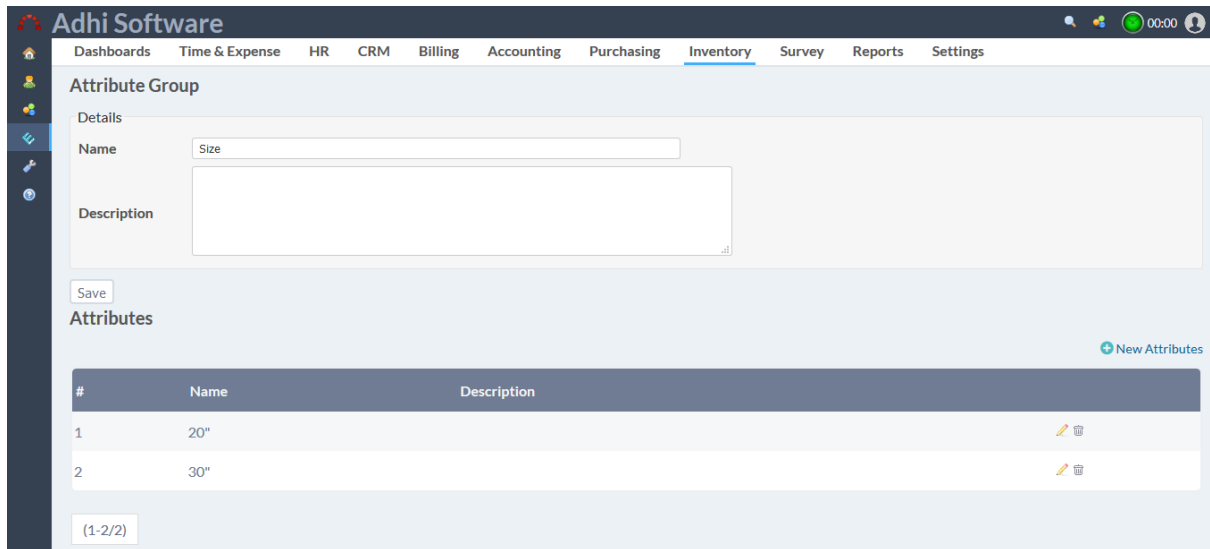 Adhi Software
00:00
Dashboards Time & Expense HR CRM Billing Accounting Purchasing Inventory Survey Reports Settings
Attribute Group
Details
Name Size
Description
Save
Attributes
New Attributes
# Name Description
1 20"
2 30"
(1-2/2)